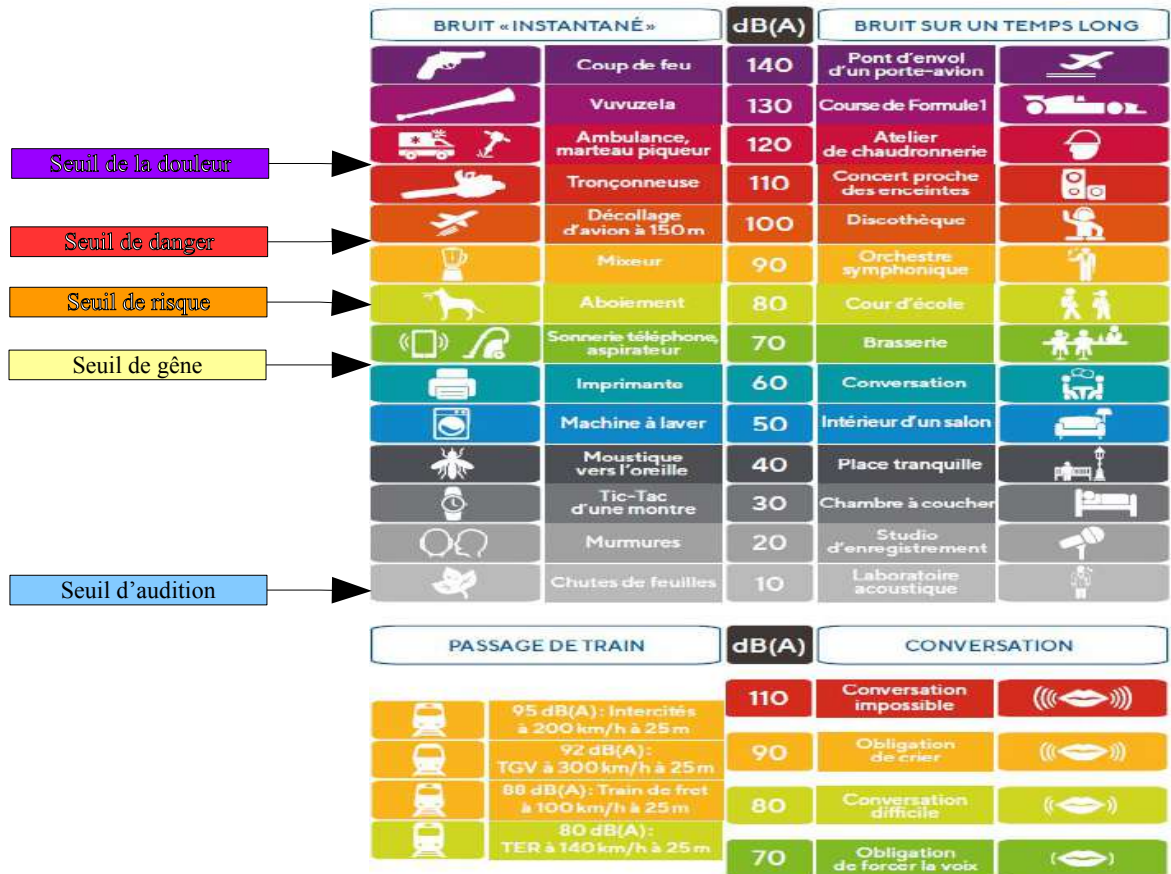 BRUIT «INSTANTANÉ» dB(A) BRUIT SUR UN TEMPS LONG
Coup de feu 140 Pont d'envol
d'un porte-avion
Vuvuzela 130 Course de Formule1
Ambulance,
marteau piqueur 120 Atelier
de chaudronnerie
Seuil de la douleur
Tronçonneuse 110 Concert proche
des enceintes
Décollage
d'avion à 150 m 100 Discothèque
Seuil de danger
Mixeur 90 Orchestre
symphonique
Seuil de risque
Aboiement 80 Cour d'école
Sonnerie téléphone,
aspirateur 70 Brasserie
Seuil de gêne
Imprimante 60 Conversation
Machine à laver 50 Intérieur d'un salon
Moustique
vers l'oreille 40 Place tranquille
Tic-Tac
d'une montre 30 Chambre à coucher
Murmures 20 Studio
d'enregistrement
Seuil d'audition
Chutes de feuilles 10 Laboratoire
acoustique
PASSAGE DE TRAIN dB(A) CONVERSATION
95 dB(A): Intercités
à 200 km/h à 25 m
92 dB(A):
TGV à 300 km/h à 25 m
88 dB(A): Train de fret
à 100 km/h à 25 m
80 dB(A):
TER à 140 km/h à 25 m
110 Conversation
impossible
90 Obligation
de crier
80 Conversation
difficile
70 Obligation
de forcer la voix